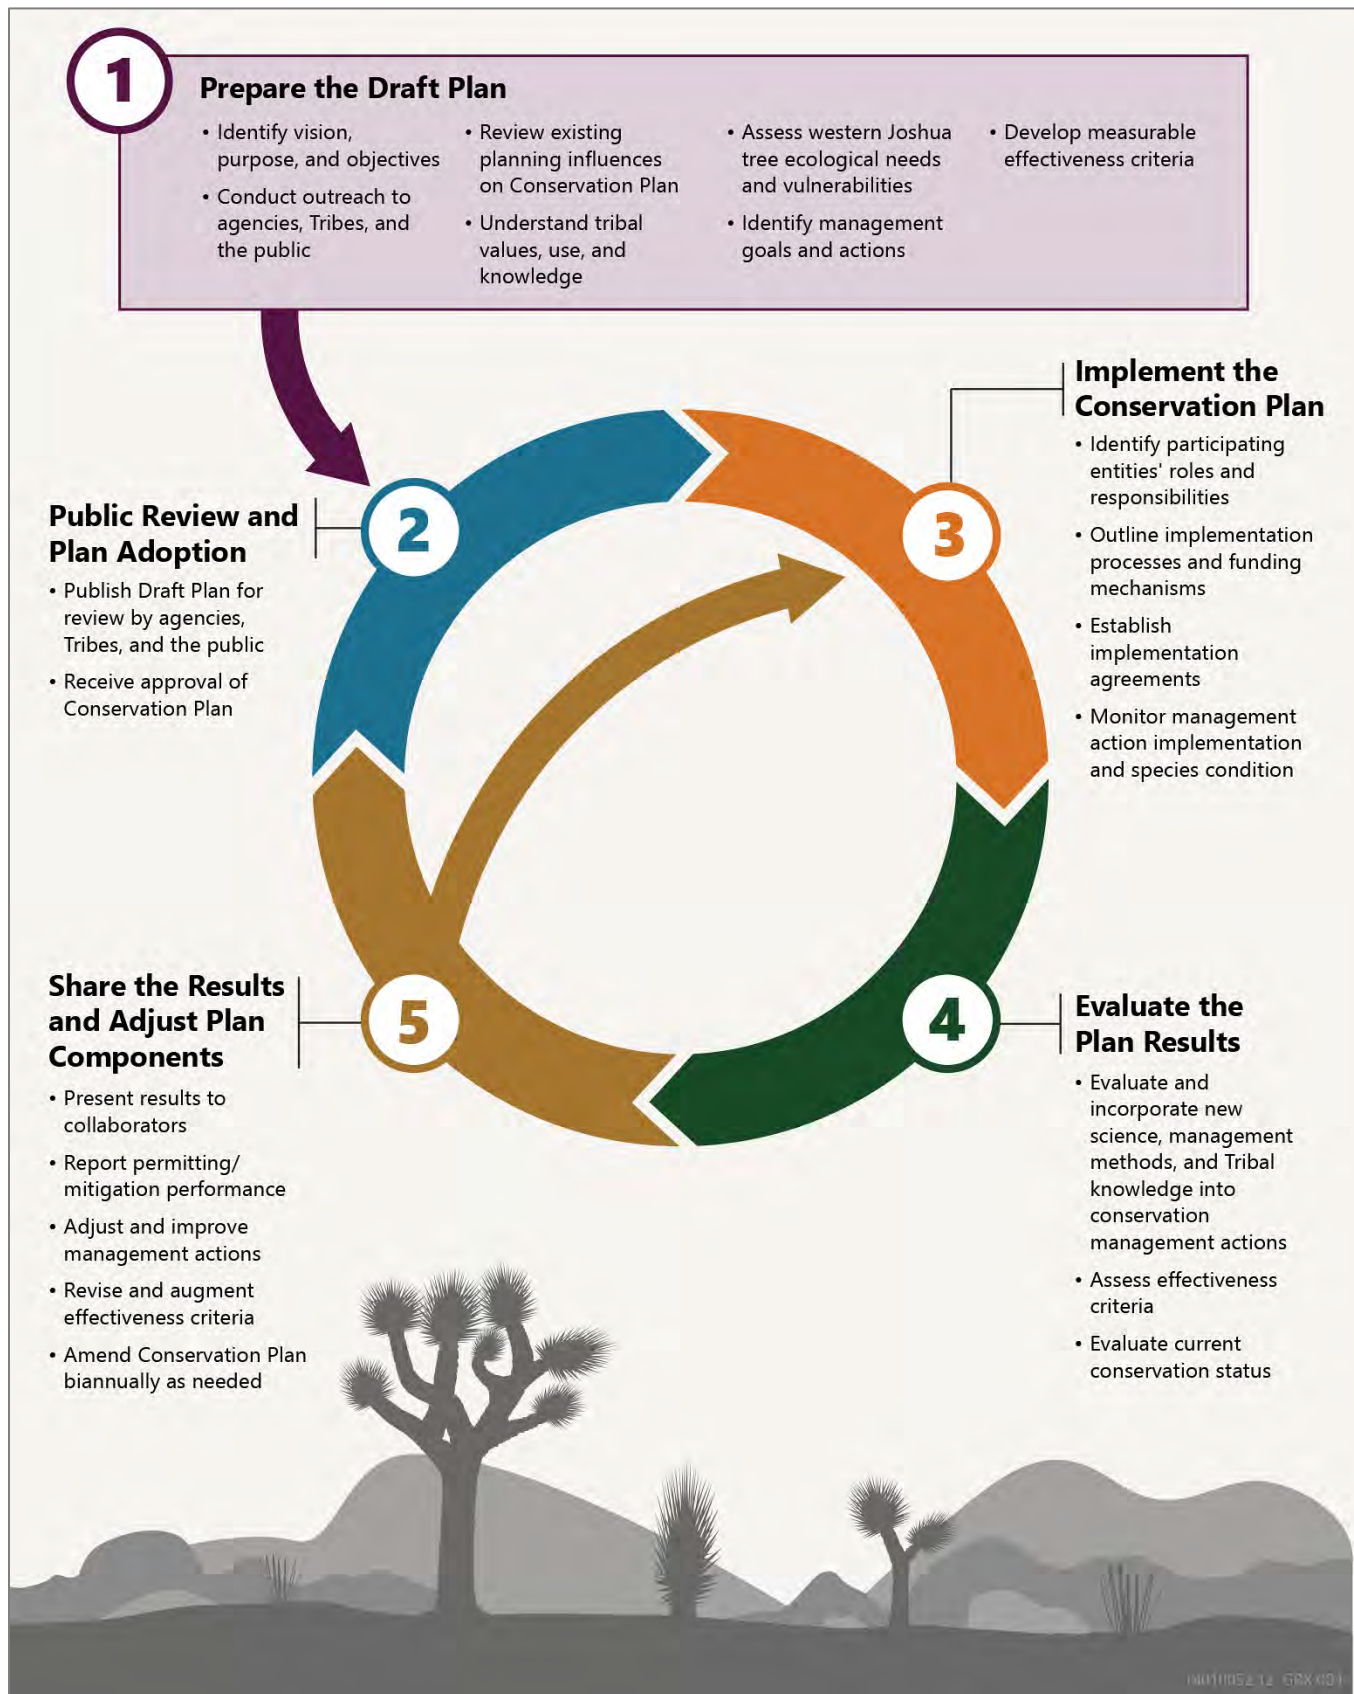 1
Prepare the Draft Plan
• Identify vision,
purpose, and objectives
• Conduct outreach to
agencies, Tribes, and
the public
• Review existing
planning influences
on Conservation Plan
• Understand tribal
values, use, and
knowledge
• Assess western Joshua
tree ecological needs
and vulnerabilities
• Identify management
goals and actions
• Develop measurable
effectiveness criteria
2
Public Review and
Plan Adoption
• Publish Draft Plan for
review by agencies,
Tribes, and the public
• Receive approval of
Conservation Plan
3
Implement the
Conservation Plan
• Identify participating
entities' roles and
responsibilities
• Outline implementation
processes and funding
mechanisms
• Establish
implementation
agreements
• Monitor management
action implementation
and species condition
4
Evaluate the
Plan Results
• Evaluate and
incorporate new
science, management
methods, and Tribal
knowledge into
conservation
management actions
• Assess effectiveness
criteria
• Evaluate current
conservation status
5
Share the Results
and Adjust Plan
Components
• Present results to
collaborators
• Report permitting/
mitigation performance
• Adjust and improve
management actions
• Revise and augment
effectiveness criteria
• Amend Conservation Plan
biannually as needed